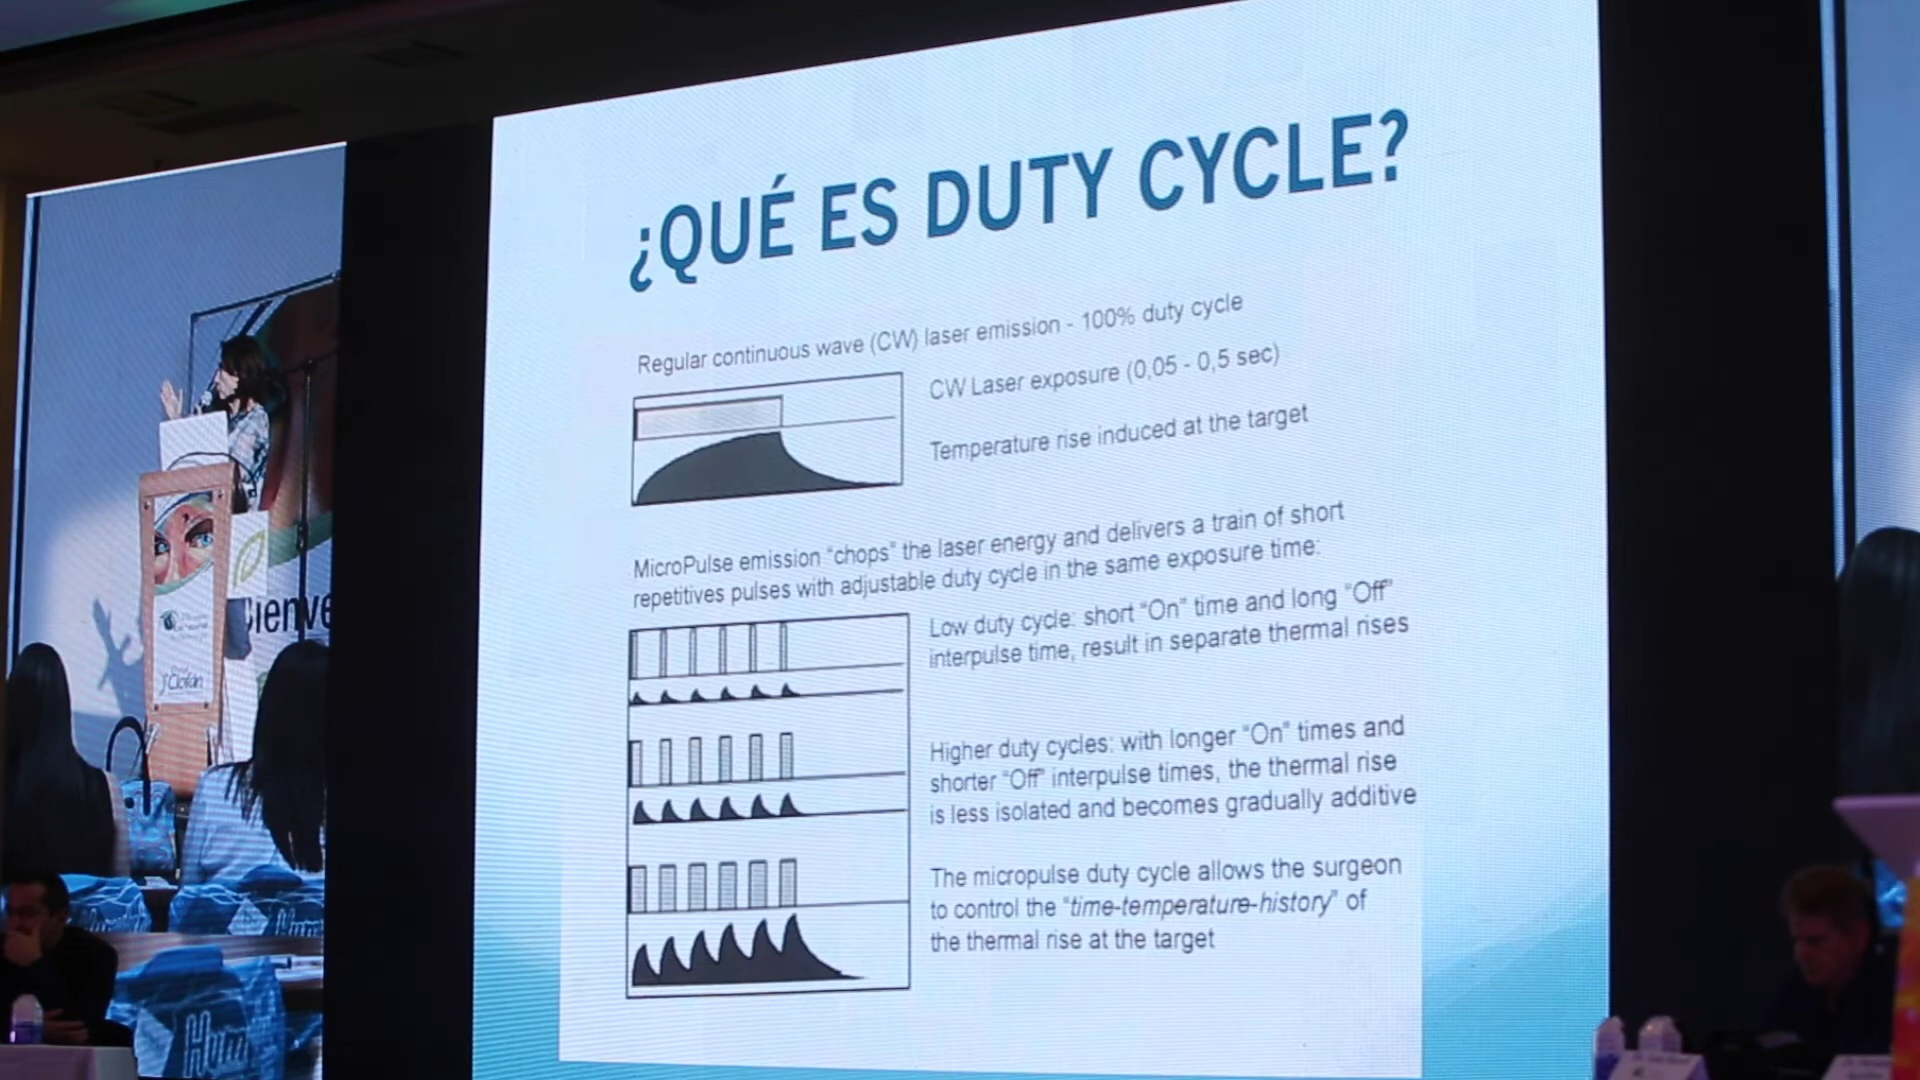 ¿QUÉ ES DUTY CYCLE?
Regular continuous wave (CW) laser emission - 100% duty cycle
CW Laser exposure (0,05 - 0,5 sec)
Temperature rise induced at the target
MicroPulse emission "chops" the laser energy and delivers a train of short
repetitives pulses with adjustable duty cycle in the same exposure time:
Low duty cycle: short "On" time and long "Off"
interpulse time, result in separate thermal rises
Higher duty cycles: with longer "On" times and
shorter "Off" interpulse times, the thermal rise
is less isolated and becomes gradually additive
The micropulse duty cycle allows the surgeon
to control the "time-temperature-history" of
the thermal rise at the target
ienve
Clofan